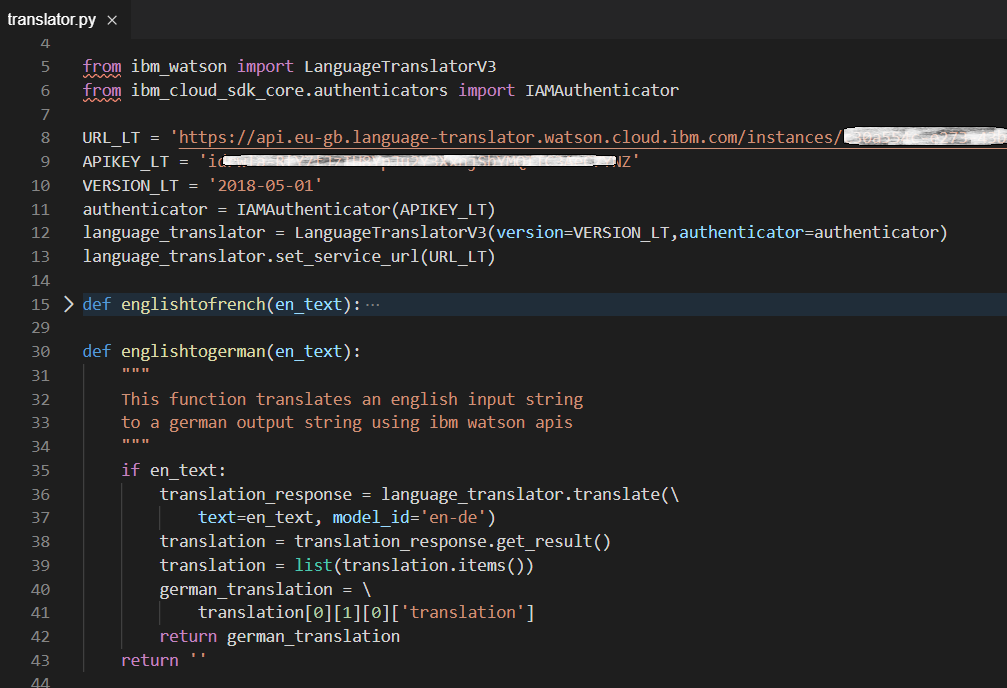 translator.py ×
4
5 from ibm_watson import LanguageTranslatorV3
6 from ibm_cloud_sdk_core.authenticators import IAMAuthenticator
7
8 URL_LT = 'https://api.eu-gb.language-translator.watson.cloud.ibm.com/instances/
9 APIKEY_LT = '
10 VERSION_LT = '2018-05-01'
11 authenticator = IAMAuthenticator(APIKEY_LT)
12 language_translator = LanguageTranslatorV3(version=VERSION_LT,authenticator=authenticator)
13 language_translator.set_service_url(URL_LT)
14
15 > def englishtofrench(en_text): ...
29
30 def englishtogerman(en_text):
31 """
32 This function translates an english input string
33 to a german output string using ibm watson apis
34 """
35 if en_text:
36 translation_response = language_translator.translate(\
37 text=en_text, model_id='en-de')
38 translation = translation_response.get_result()
39 translation = list(translation.items())
40 german_translation = \
41 translation[0][1][0]['translation']
42 return german_translation
43 return ''
44